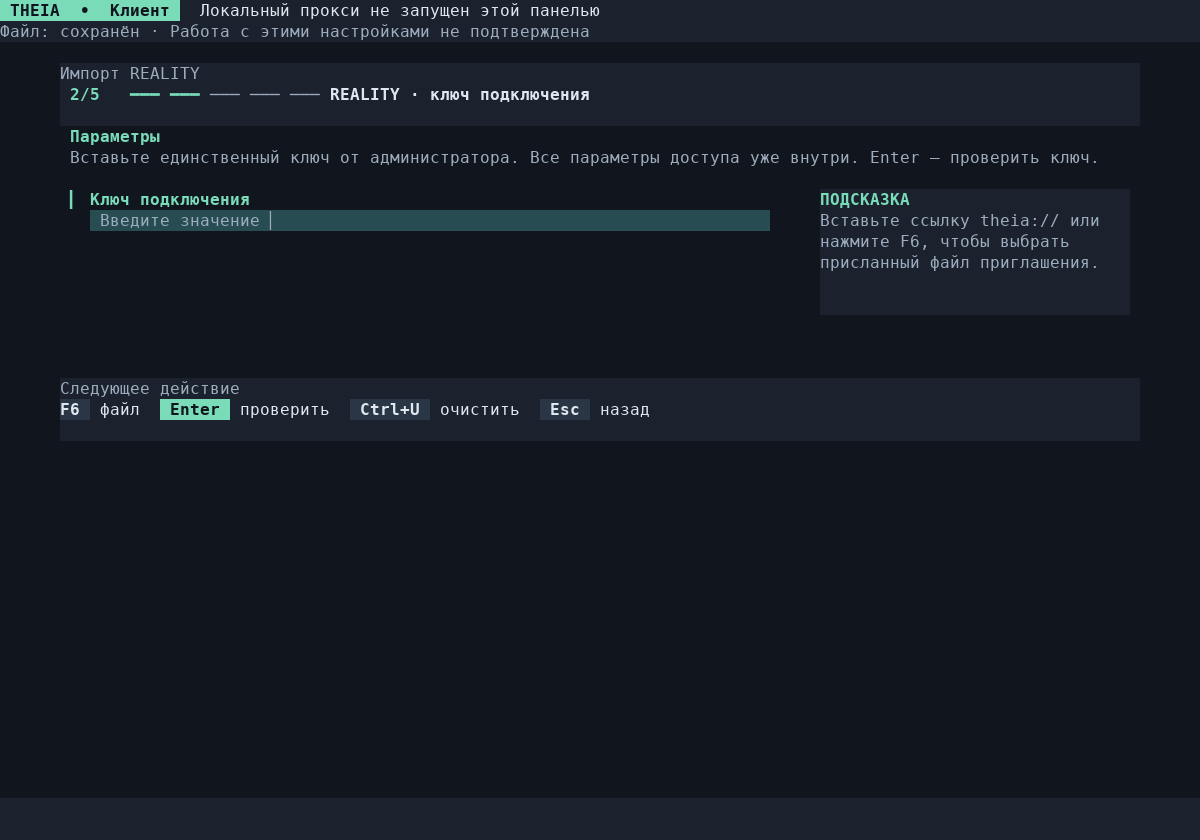 THEIA • Клиент Локальный прокси не запущен этой панелью
Файл: сохранён · Работа с этими настройками не подтверждена
Импорт REALITY
2/5 ━━━ ━━━ ─── ─── ─── REALITY · ключ подключения
Параметры
Вставьте единственный ключ от администратора. Все параметры доступа уже внутри. Enter — проверить ключ.
Ключ подключения
Введите значение
ПОДСКАЗКА
Вставьте ссылку theia:// или
нажмите F6, чтобы выбрать
присланный файл приглашения.
Следующее действие
F6 файл Enter проверить Ctrl+U очистить Esc назад